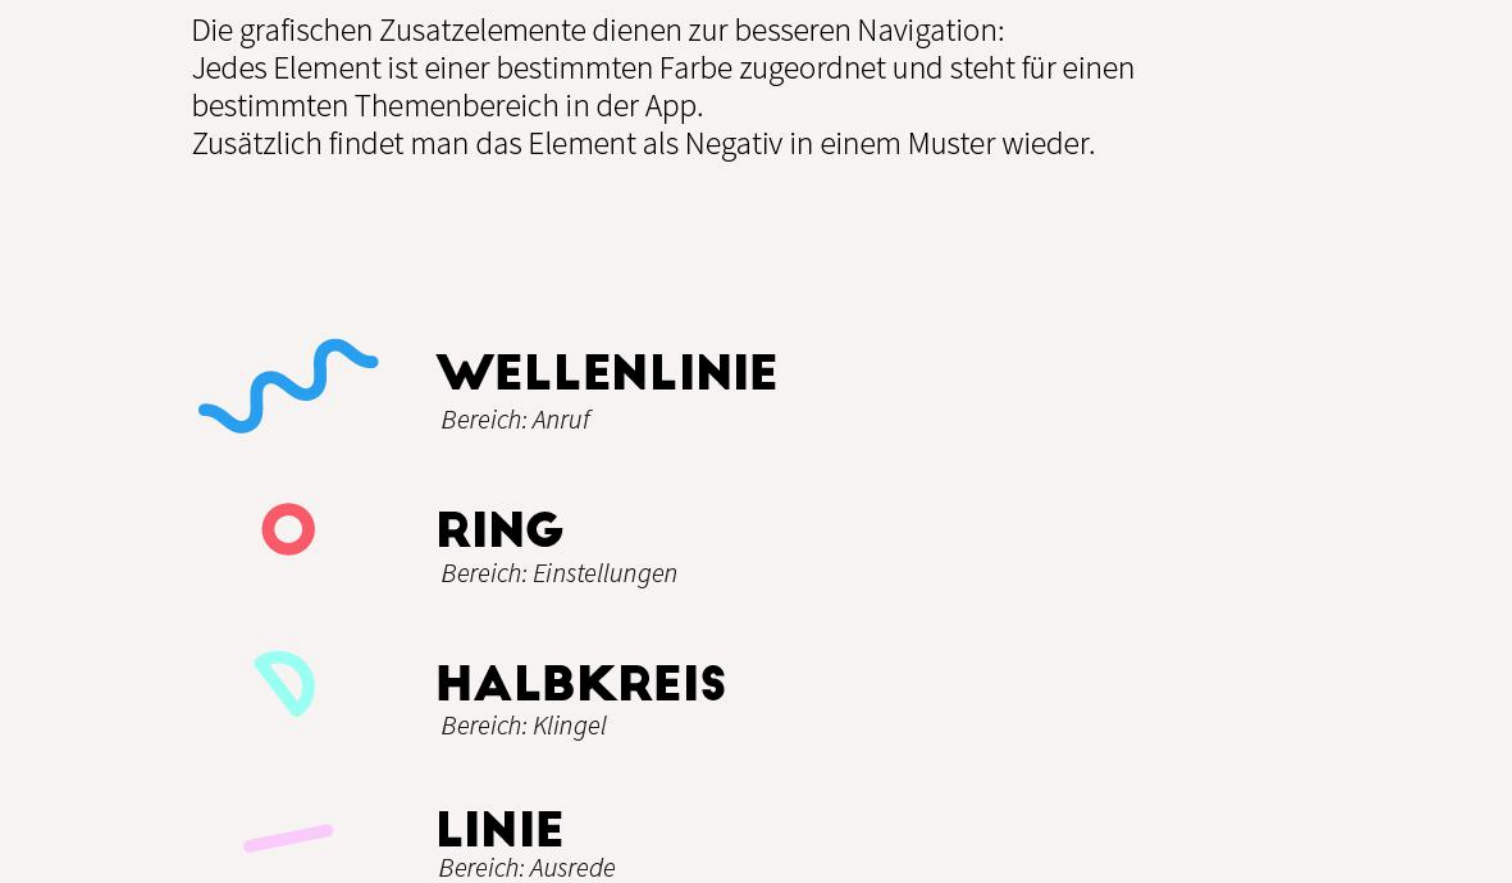 Die grafischen Zusatzelemente dienen zur besseren Navigation:
Jedes Element ist einer bestimmten Farbe zugeordnet und steht für einen
bestimmten Themenbereich in der App.
Zusätzlich findet man das Element als Negativ in einem Muster wieder.
WELLENLINIE
Bereich: Anruf
RING
Bereich: Einstellungen
HALBKREIS
Bereich: Klingel
LINIE
Bereich: Ausrede